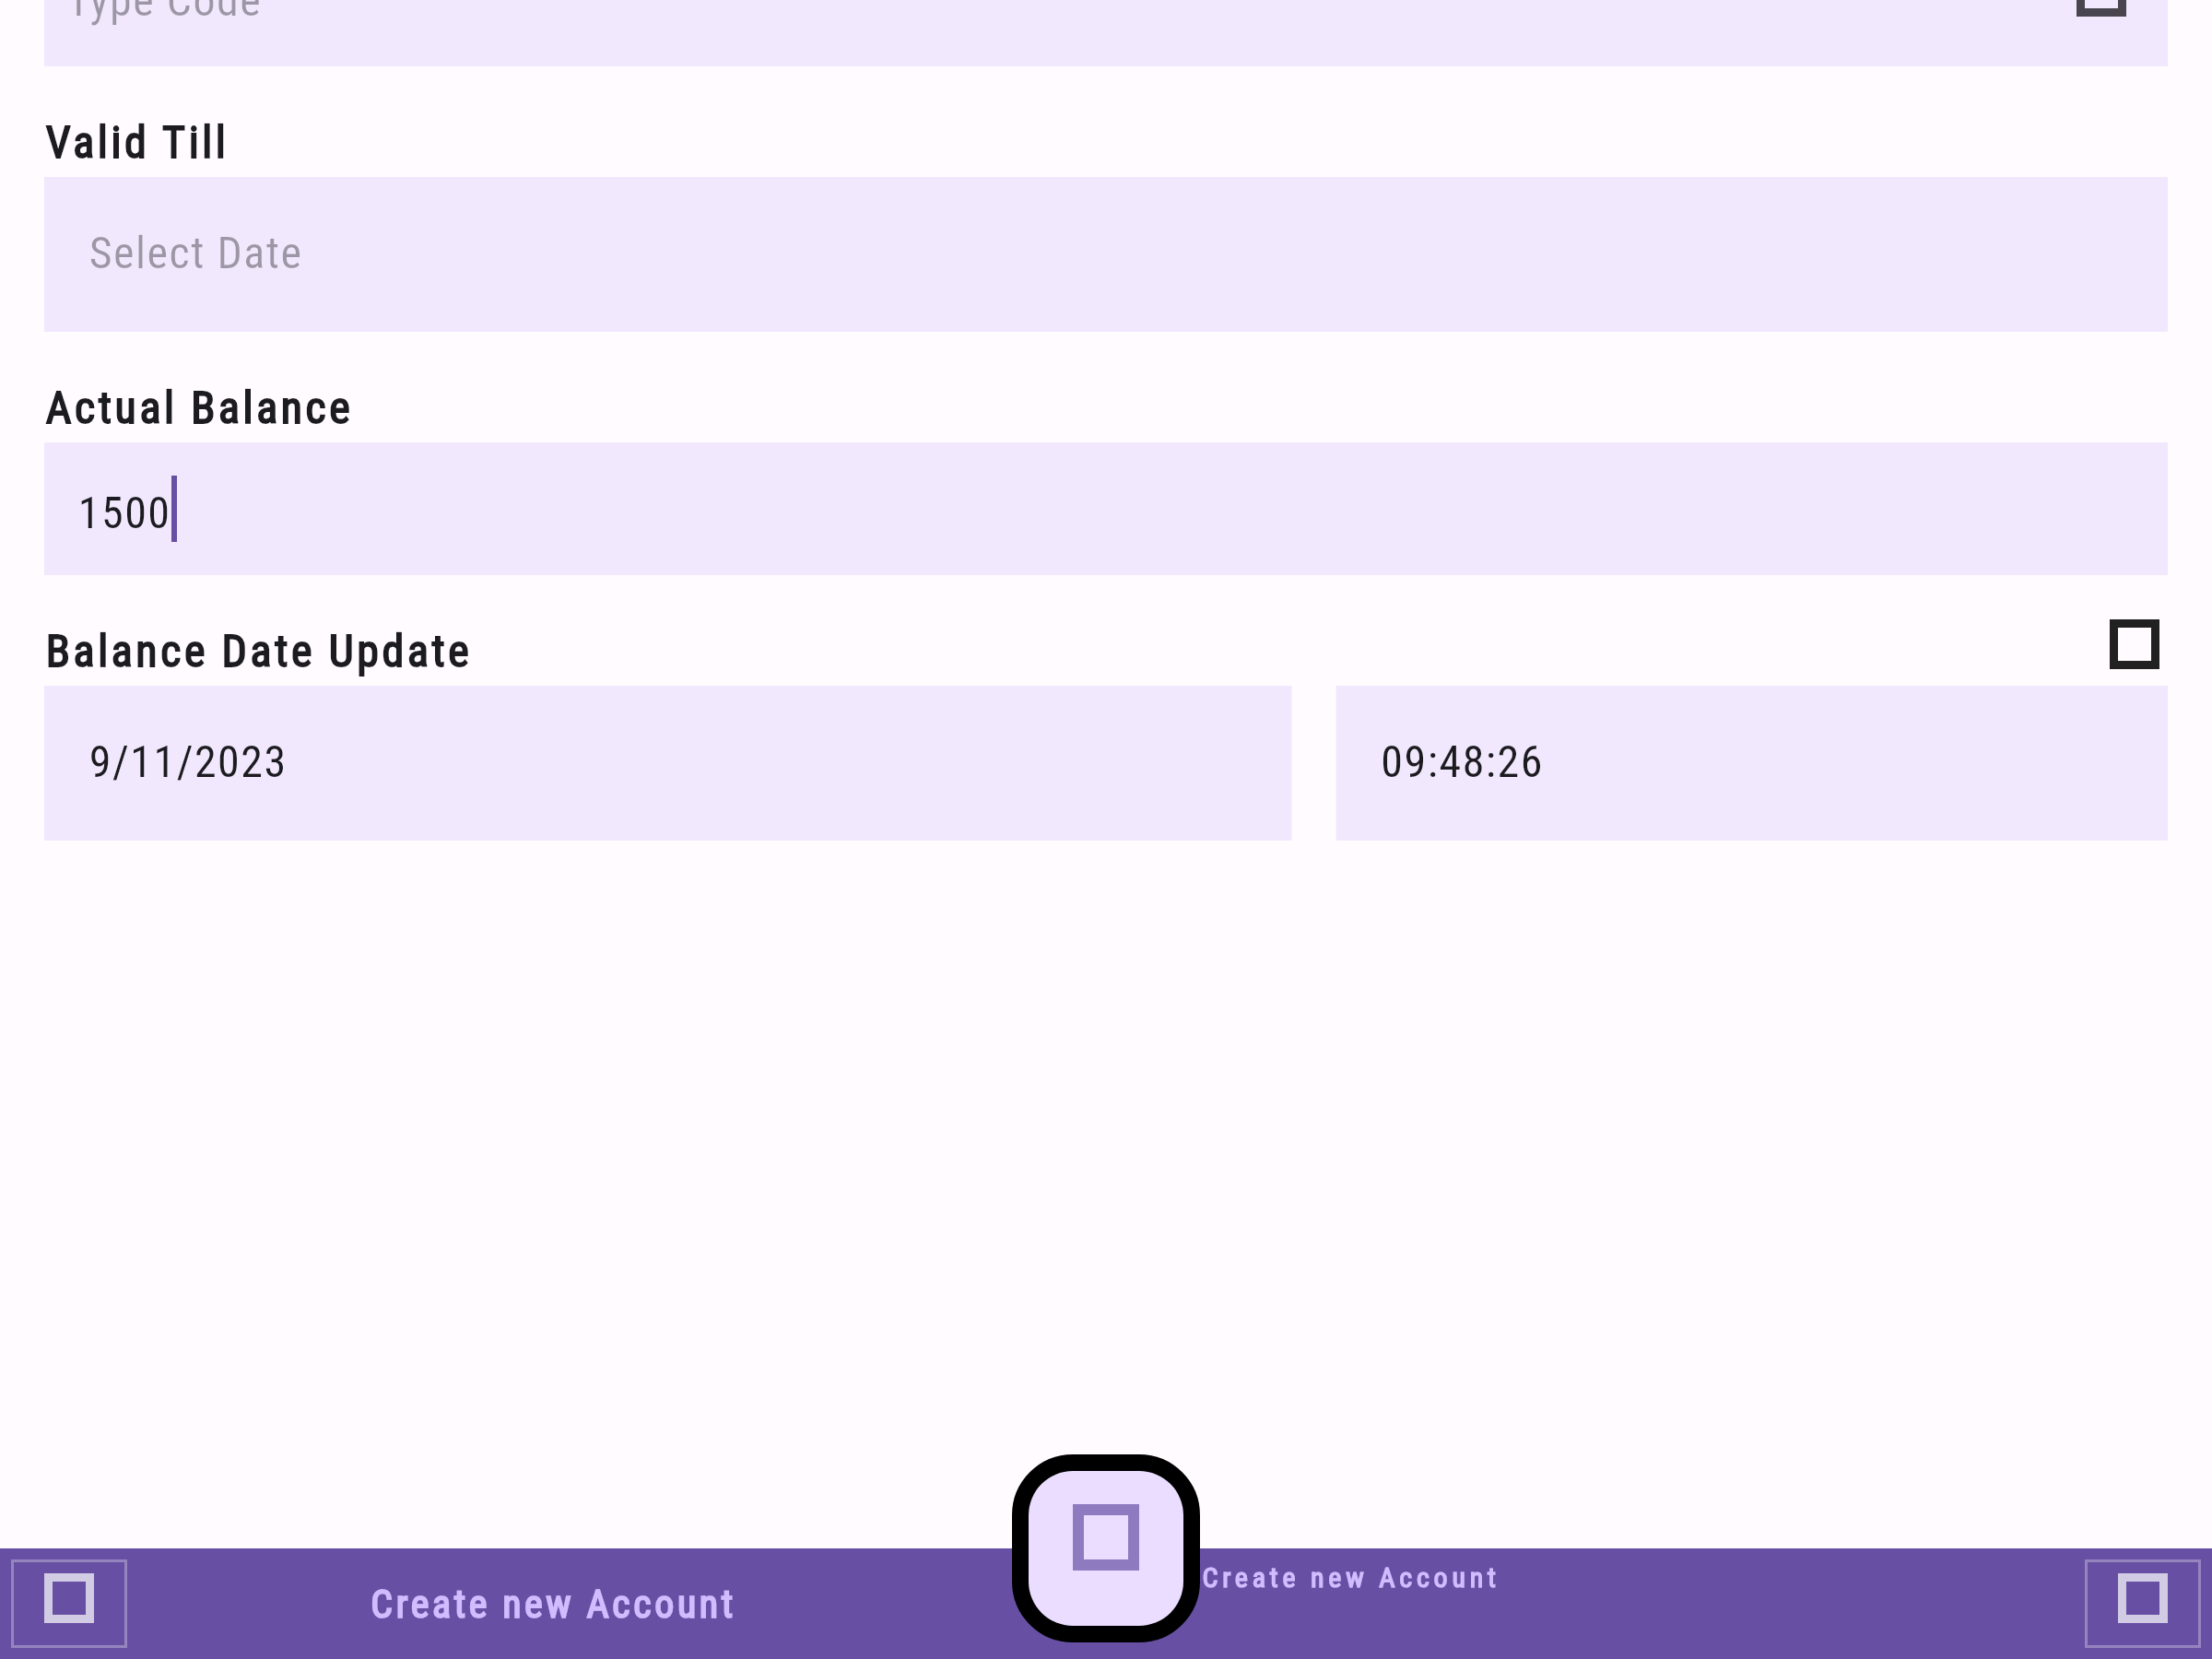 Type Code
Valid Till
Select Date
Actual Balance
1500
Balance Date Update
9/11/2023
09:48:26
Create new Account
Create new Account